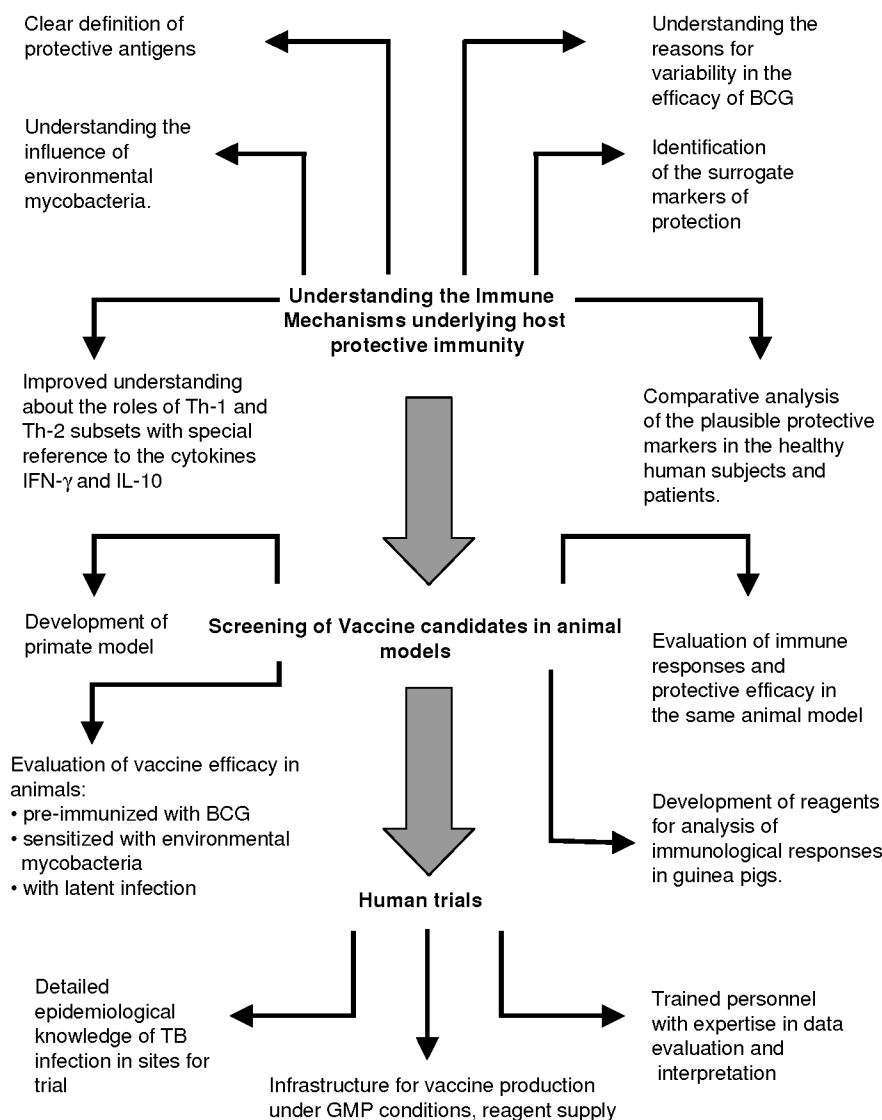 Clear definition of
protective antigens
Understanding the
reasons for
variability in the
efficacy of BCG
Understanding the
influence of
environmental
mycobacteria.
Identification
of the surrogate
markers of
protection
Understanding the Immune
Mechanisms underlying host
protective immunity
Improved understanding
about the roles of Th-1 and
Th-2 subsets with special
reference to the cytokines
IFN-γ and IL-10
Comparative analysis
of the plausible protective
markers in the healthy
human subjects and
patients.
Development of
primate model
Screening of Vaccine candidates in animal
models
Evaluation of immune
responses and
protective efficacy in
the same animal model
Evaluation of vaccine efficacy in
animals:
• pre-immunized with BCG
• sensitized with environmental
mycobacteria
• with latent infection
Development of reagents
for analysis of
immunological responses
in guinea pigs.
Human trials
Detailed
epidemiological
knowledge of TB
infection in sites for
trial
Infrastructure for vaccine production
under GMP conditions, reagent supply
Trained personnel
with expertise in data
evaluation and
interpretation